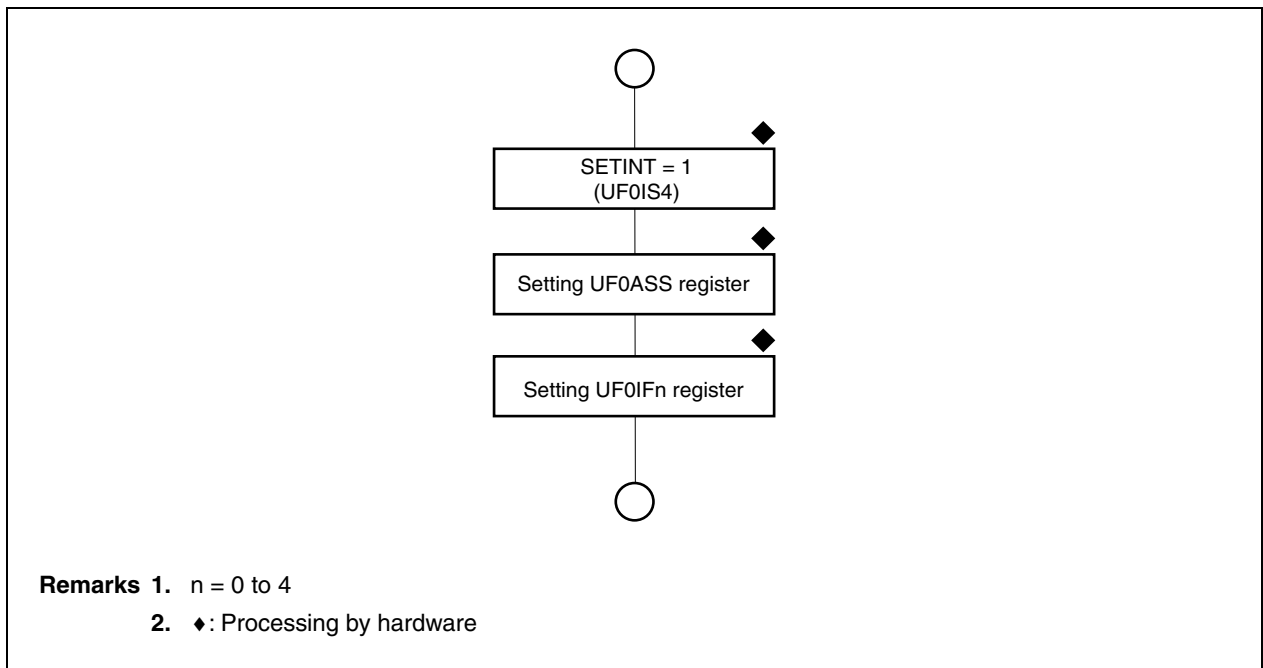 SETINT = 1
(UF0IS4)
Setting UF0ASS register
Setting UF0IFn register
Remarks 1. n = 0 to 4
2. ♦: Processing by hardware